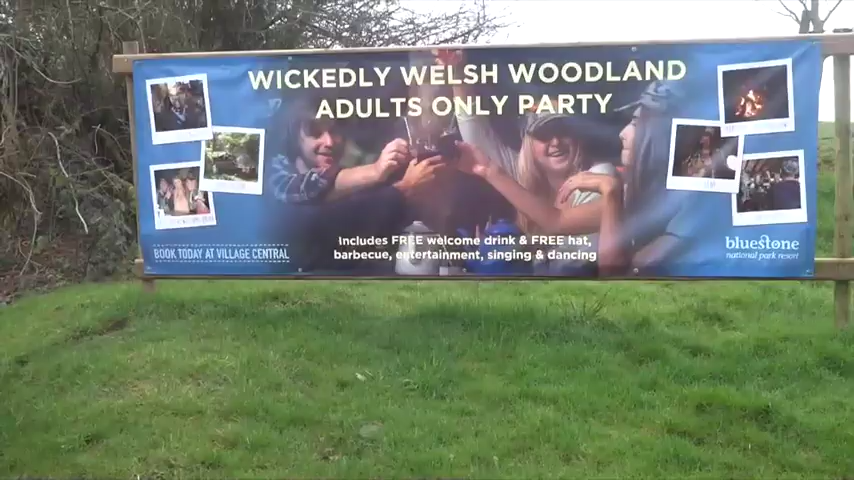 WICKEDLY WELSH WOODLAND
ADULTS ONLY PARTY
Includes FREE welcome drink & FREE hat,
barbecue, entertainment, singing & dancing
BOOK TODAY AT VILLAGE CENTRAL
bluestone
national park resort